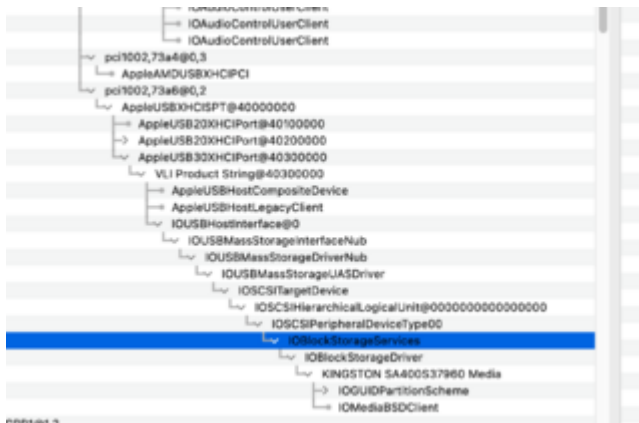 IOAudioControlUserClient
IOAudioControlUserClient
IOAudioControlUserClient
pci1002,73a4@0,3
AppleAMDUSBXHCIPCI
pci1002,73a6@0,2
AppleUSBXHCISPT@40000000
AppleUSB20XHCIPort@40100000
AppleUSB20XHCIPort@40200000
AppleUSB30XHCIPort@40300000
VLI Product String@40300000
AppleUSBHostCompositeDevice
AppleUSBHostLegacyClient
IOUSBHostInterface@0
IOUSBMassStorageInterfaceNub
IOUSBMassStorageDriverNub
IOUSBMassStorageUASDriver
IOSCSITargetDevice
IOSCSIHierarchicalLogicalUnit@0000000000000000
IOSCSIPeripheralDeviceType00
IOBlockStorageServices
IOBlockStorageDriver
KINGSTON SA400S37960 Media
IOGUIDPartitionScheme
IOMediaBSDClient